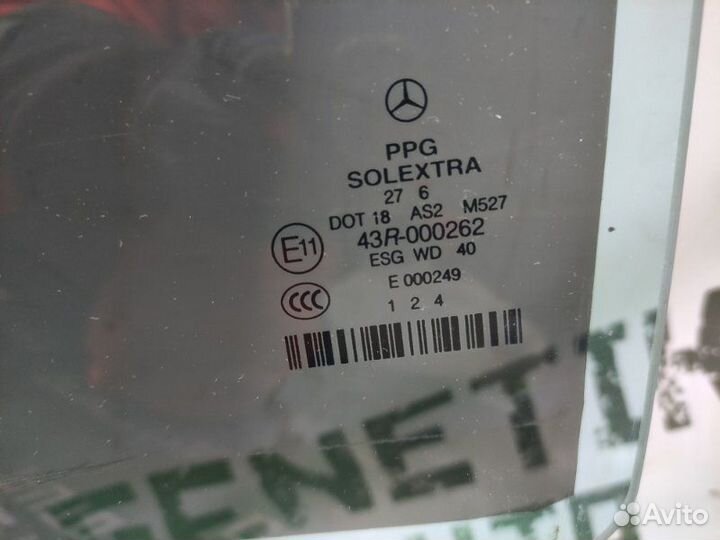 PPG
SOLEXTRA
27 6
DOT 18 AS2 M527
43R-000262
E11
ESG WD 40
E 000249
CCC
1 2 4
GENETI
Avito